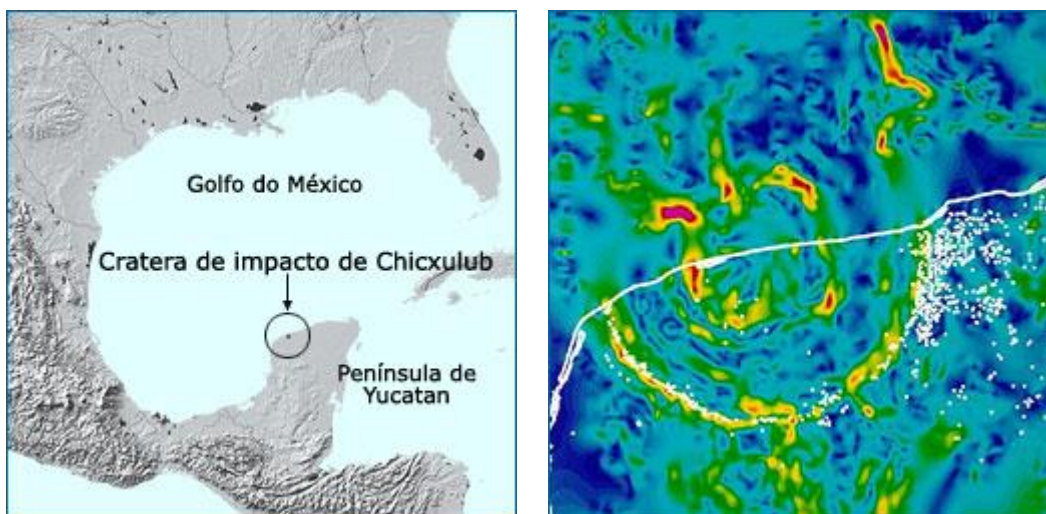 Golfo do México
Cratera de impacto de Chicxulub
Península de
Yucatan